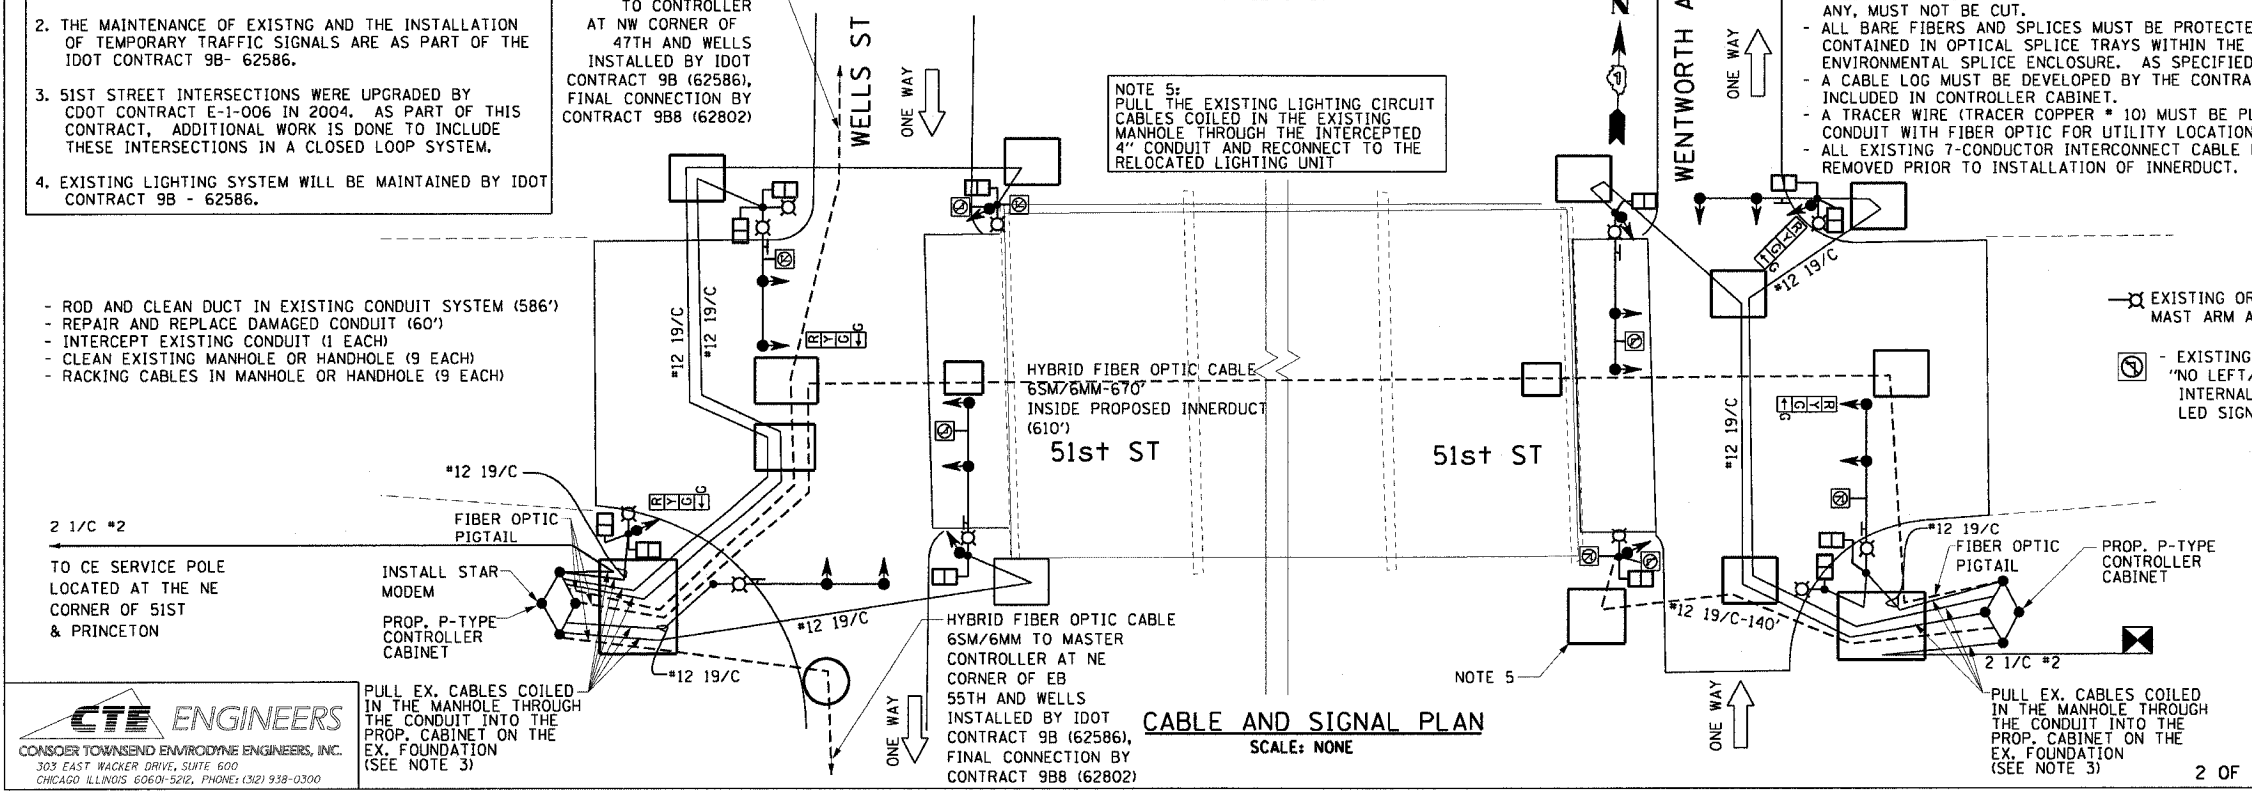 2. THE MAINTENANCE OF EXISTNG AND THE INSTALLATION
OF TEMPORARY TRAFFIC SIGNALS ARE AS PART OF THE
IDOT CONTRACT 9B- 62586.
3. 51ST STREET INTERSECTIONS WERE UPGRADED BY
CDOT CONTRACT E-1-006 IN 2004. AS PART OF THIS
CONTRACT, ADDITIONAL WORK IS DONE TO INCLUDE
THESE INTERSECTIONS IN A CLOSED LOOP SYSTEM.
4. EXISTING LIGHTING SYSTEM WILL BE MAINTAINED BY IDOT
CONTRACT 9B - 62586.
TO CONTROLLER
AT NW CORNER OF
47TH AND WELLS
INSTALLED BY IDOT
CONTRACT 9B (62586),
FINAL CONNECTION BY
CONTRACT 9B8 (62802)
WELLS ST
ONE WAY
NOTE 5:
PULL THE EXISTING LIGHTING CIRCUIT
CABLES COILED IN THE EXISTING
MANHOLE THROUGH THE INTERCEPTED
4" CONDUIT AND RECONNECT TO THE
RELOCATED LIGHTING UNIT
N
WENTWORTH A
ONE WAY
ANY, MUST NOT BE CUT.
- ALL BARE FIBERS AND SPLICES MUST BE PROTECTE
CONTAINED IN OPTICAL SPLICE TRAYS WITHIN THE
ENVIRONMENTAL SPLICE ENCLOSURE. AS SPECIFIED
- A CABLE LOG MUST BE DEVELOPED BY THE CONTRA
INCLUDED IN CONTROLLER CABINET.
- A TRACER WIRE (TRACER COPPER # 10) MUST BE PL
CONDUIT WITH FIBER OPTIC FOR UTILITY LOCATION
- ALL EXISTING 7-CONDUCTOR INTERCONNECT CABLE
REMOVED PRIOR TO INSTALLATION OF INNERDUCT.
- ROD AND CLEAN DUCT IN EXISTING CONDUIT SYSTEM (586')
- REPAIR AND REPLACE DAMAGED CONDUIT (60')
- INTERCEPT EXISTING CONDUIT (1 EACH)
- CLEAN EXISTING MANHOLE OR HANDHOLE (9 EACH)
- RACKING CABLES IN MANHOLE OR HANDHOLE (9 EACH)
#12 19/C
#12 19/C
R Y G ← G
HYBRID FIBER OPTIC CABLE
6SM/6MM-670'
INSIDE PROPOSED INNERDUCT
(610')
51st ST
51st ST
R Y G ← G
#12 19/C
#12 19/C
R Y G ← G
EXISTING OR
MAST ARM A
- EXISTING
"NO LEFT/
INTERNAL
LED SIGN
#12 19/C
R Y G ← G
2 1/C #2
TO CE SERVICE POLE
LOCATED AT THE NE
CORNER OF 51ST
& PRINCETON
FIBER OPTIC
PIGTAIL
INSTALL STAR
MODEM
PROP. P-TYPE
CONTROLLER
CABINET
#12 19/C
#12 19/C
PULL EX. CABLES COILED
IN THE MANHOLE THROUGH
THE CONDUIT INTO THE
PROP. CABINET ON THE
EX. FOUNDATION
(SEE NOTE 3)
ONE WAY
HYBRID FIBER OPTIC CABLE
6SM/6MM TO MASTER
CONTROLLER AT NE
CORNER OF EB
55TH AND WELLS
INSTALLED BY IDOT
CONTRACT 9B (62586),
FINAL CONNECTION BY
CONTRACT 9B8 (62802)
CABLE AND SIGNAL PLAN
SCALE: NONE
NOTE 5
#12 19/C-140'
ONE WAY
#12 19/C
FIBER OPTIC
PIGTAIL
PROP. P-TYPE
CONTROLLER
CABINET
2 1/C #2
PULL EX. CABLES COILED
IN THE MANHOLE THROUGH
THE CONDUIT INTO THE
PROP. CABINET ON THE
EX. FOUNDATION
(SEE NOTE 3)
2 OF
CTE ENGINEERS
CONSOER TOWNSEND ENVIRODYNE ENGINEERS, INC.
303 EAST WACKER DRIVE, SUITE 600
CHICAGO ILLINOIS 60601-5212, PHONE: (312) 938-0300